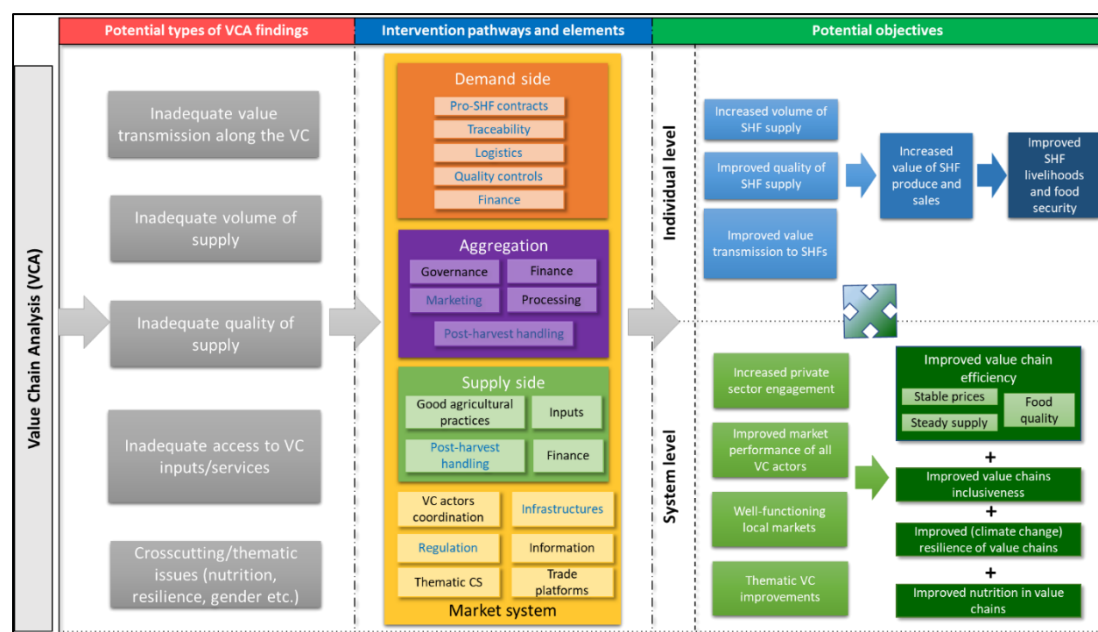 Potential types of VCA findings
Intervention pathways and elements
Potential objectives
Value Chain Analysis (VCA)
Inadequate value
transmission along the VC
Inadequate volume of
supply
Inadequate quality of
supply
Inadequate access to VC
inputs/services
Crosscutting/thematic
issues (nutrition,
resilience, gender etc.)
Demand side
Pro-SHF contracts
Traceability
Logistics
Quality controls
Finance
Aggregation
Governance
Finance
Marketing
Processing
Post-harvest handling
Supply side
Good agricultural
practices
Inputs
Post-harvest
handling
Finance
VC actors
coordination
Infrastructures
Regulation
Information
Thematic CS
Trade
platforms
Market system
Individual level
Increased volume of
SHF supply
Improved quality of
SHF supply
Improved value
transmission to SHFs
Increased
value of SHF
produce and
sales
Improved
SHF
livelihoods
and food
security
System level
Increased private
sector engagement
Improved market
performance of all
VC actors
Well-functioning
local markets
Thematic VC
improvements
Improved value chain
efficiency
Stable prices
Steady supply
Food
quality
+
Improved value chains
inclusiveness
+
Improved (climate change)
resilience of value chains
+
Improved nutrition in value
chains